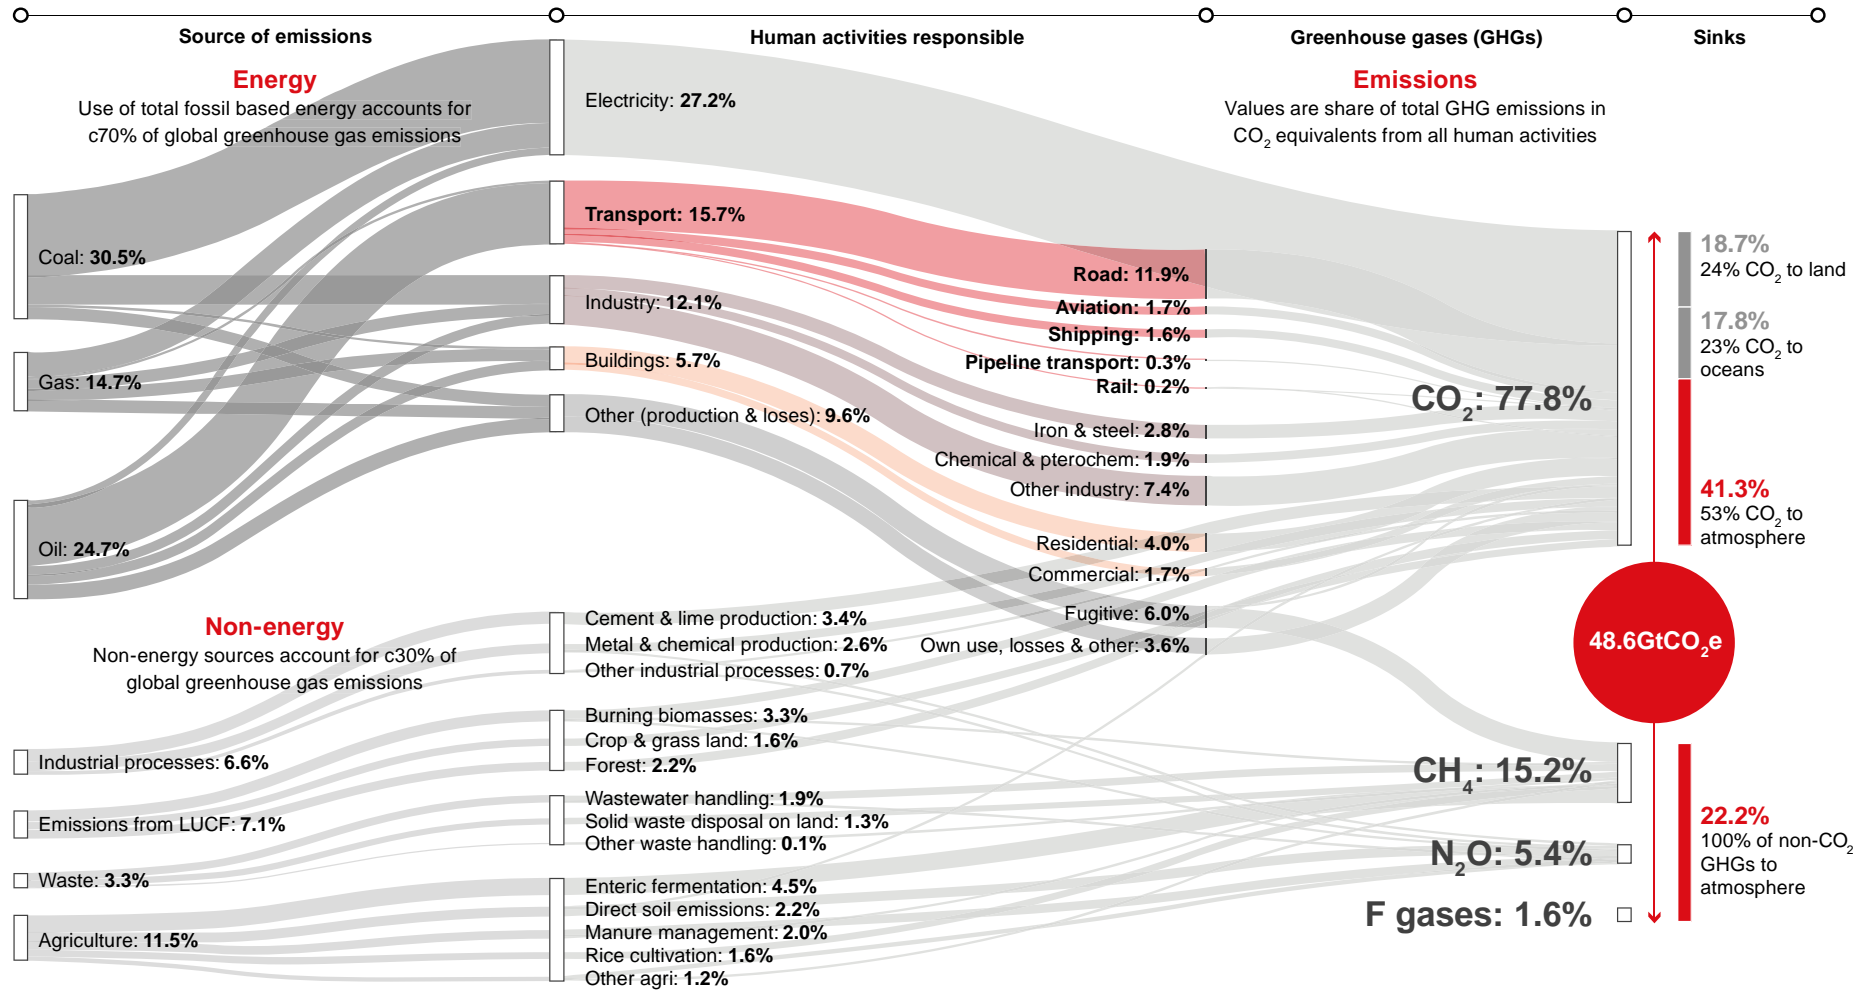 Source of emissions
Human activities responsible
Greenhouse gases (GHGs)
Sinks
Energy
Use of total fossil based energy accounts for
c70% of global greenhouse gas emissions
Coal: 30.5%
Gas: 14.7%
Oil: 24.7%
Non-energy
Non-energy sources account for c30% of
global greenhouse gas emissions
Industrial processes: 6.6%
Emissions from LUCF: 7.1%
Waste: 3.3%
Agriculture: 11.5%
Electricity: 27.2%
Transport: 15.7%
Industry: 12.1%
Buildings: 5.7%
Other (production & loses): 9.6%
Cement & lime production: 3.4%
Metal & chemical production: 2.6%
Other industrial processes: 0.7%
Burning biomasses: 3.3%
Crop & grass land: 1.6%
Forest: 2.2%
Wastewater handling: 1.9%
Solid waste disposal on land: 1.3%
Other waste handling: 0.1%
Enteric fermentation: 4.5%
Direct soil emissions: 2.2%
Manure management: 2.0%
Rice cultivation: 1.6%
Other agri: 1.2%
Road: 11.9%
Aviation: 1.7%
Shipping: 1.6%
Pipeline transport: 0.3%
Rail: 0.2%
Iron & steel: 2.8%
Chemical & pterochem: 1.9%
Other industry: 7.4%
Residential: 4.0%
Commercial: 1.7%
Fugitive: 6.0%
Own use, losses & other: 3.6%
Emissions
Values are share of total GHG emissions in
CO2 equivalents from all human activities
CO2: 77.8%
CH4: 15.2%
N2O: 5.4%
F gases: 1.6%
18.7%
24% CO2 to land
17.8%
23% CO2 to
oceans
41.3%
53% CO2 to
atmosphere
48.6GtCO2e
22.2%
100% of non-CO2
GHGs to
atmosphere